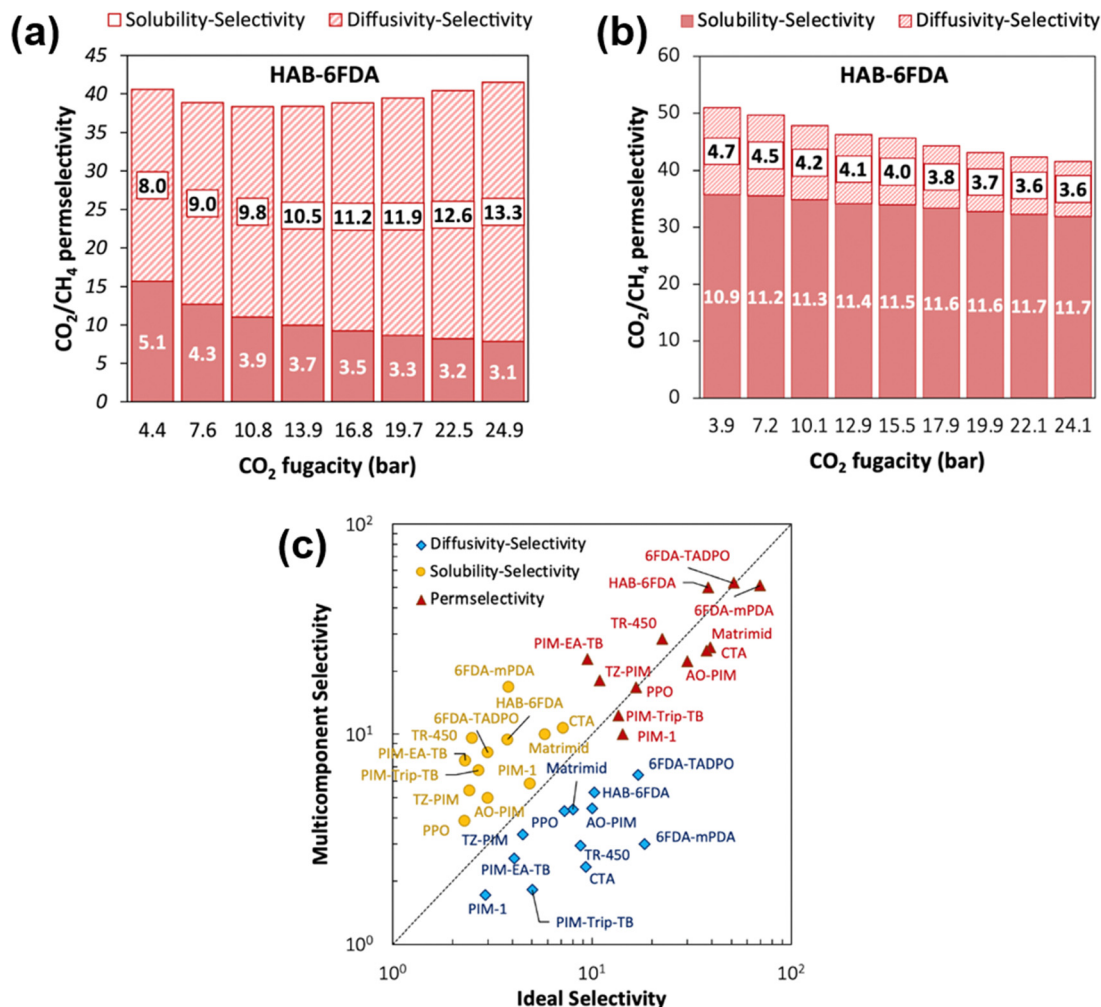 (a)
Solubility-Selectivity Diffusivity-Selectivity
HAB-6FDA
CO₂/CH₄ permselectivity
45
40
35
30
25
20
15
10
5
0
8.0 9.0 9.8 10.5 11.2 11.9 12.6 13.3
5.1 4.3 3.9 3.7 3.5 3.3 3.2 3.1
4.4 7.6 10.8 13.9 16.8 19.7 22.5 24.9
CO₂ fugacity (bar)
(b)
Solubility-Selectivity Diffusivity-Selectivity
HAB-6FDA
CO₂/CH₄ permselectivity
60
50
40
30
20
10
0
4.7 4.5 4.2 4.1 4.0 3.8 3.7 3.6 3.6
10.9 11.2 11.3 11.4 11.5 11.6 11.6 11.7 11.7
3.9 7.2 10.1 12.9 15.5 17.9 19.9 22.1 24.1
CO₂ fugacity (bar)
(c)
Multicomponent Selectivity
10²
10¹
10⁰
Diffusivity-Selectivity
Solubility-Selectivity
Permselectivity
6FDA-TADPO
HAB-6FDA
6FDA-mPDA
TR-450
Matrimid
PIM-EA-TB
CTA
TZ-PIM
AO-PIM
PPO
PIM-Trip-TB
PIM-1
6FDA-mPDA
HAB-6FDA
6FDA-TADPO
CTA
TR-450
Matrimid
PIM-EA-TB
PIM-Trip-TB
PIM-1
TZ-PIM
AO-PIM
PPO
Matrimid
6FDA-TADPO
HAB-6FDA
PPO
AO-PIM
TZ-PIM
6FDA-mPDA
TR-450
PIM-EA-TB
CTA
PIM-1
PIM-Trip-TB
10⁰ 10¹ 10²
Ideal Selectivity